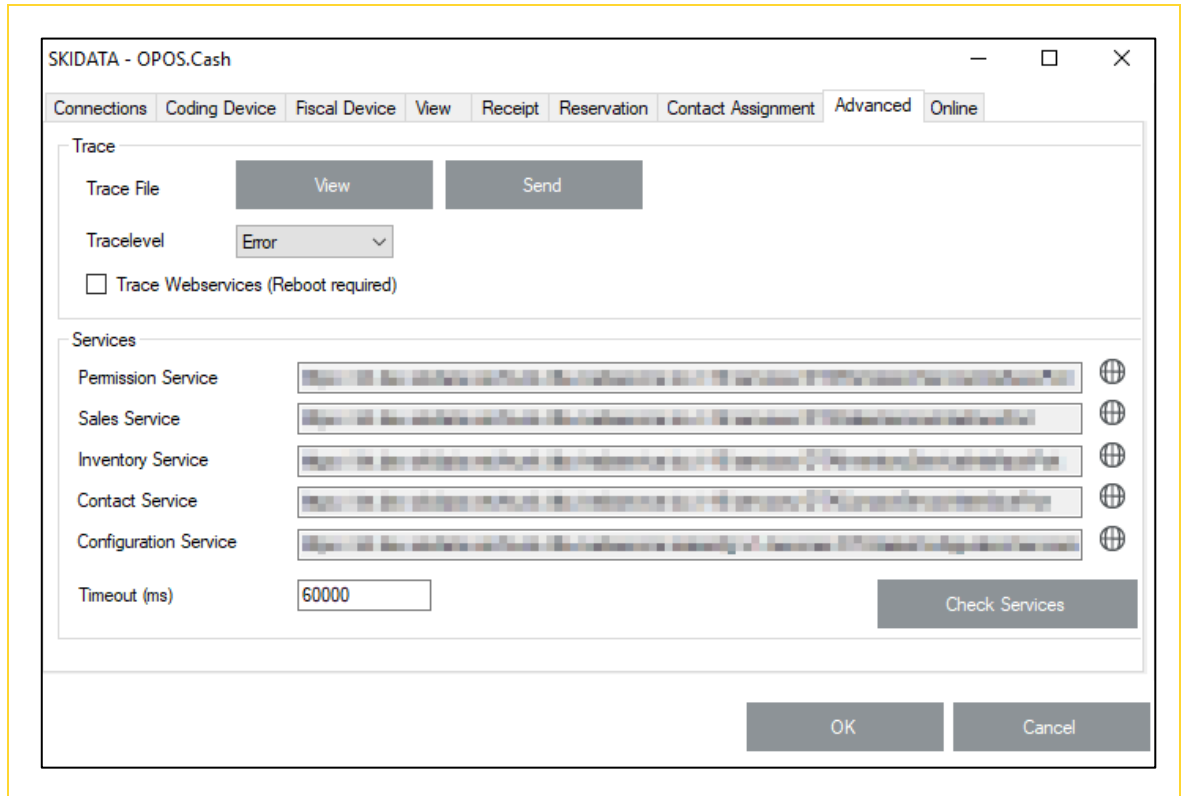 SKIDATA - OPOS.Cash
Connections Coding Device Fiscal Device View Receipt Reservation Contact Assignment Advanced Online
Trace
Trace File View Send
Tracelevel Error
Trace Webservices (Reboot required)
Services
Permission Service
Sales Service
Inventory Service
Contact Service
Configuration Service
Timeout (ms) 60000
Check Services
OK Cancel